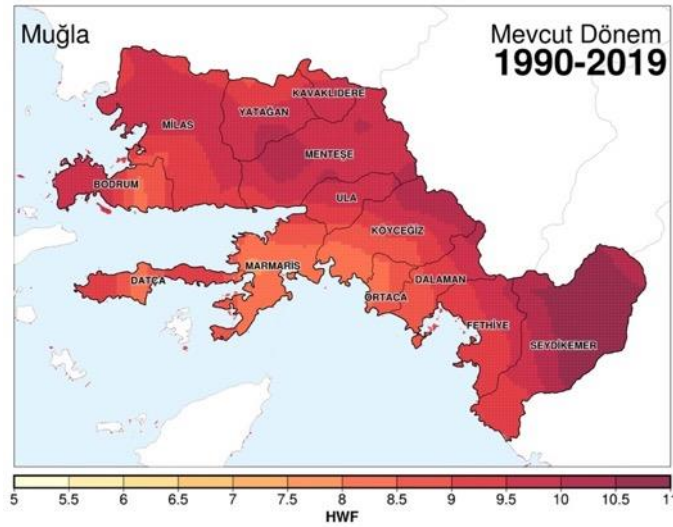 Muğla
Mevcut Dönem
1990-2019
KAVAKLIDERE
YATAĞAN
MİLAS
MENTEŞE
BODRUM
ULA
KÖYCEĞİZ
MARMARİS
DATÇA
DALAMAN
ORTACA
FETHİYE
SEYDİKEMER
5 5.5 6 6.5 7 7.5 8 8.5 9 9.5 10 10.5 11
HWF